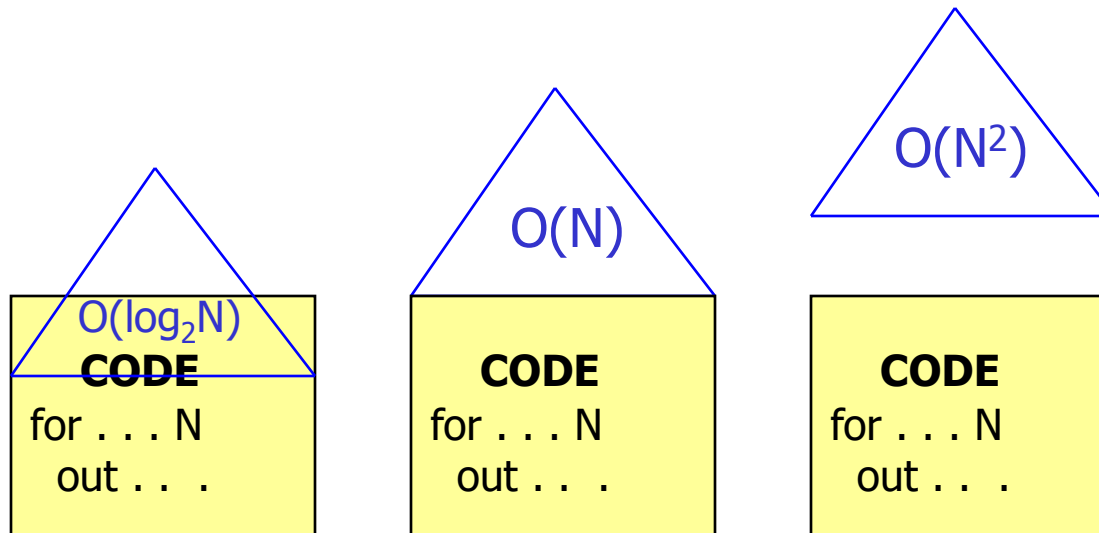 O(log₂N)
CODE
for . . . N
out . . .
O(N)
CODE
for . . . N
out . . .
O(N²)
CODE
for . . . N
out . . .